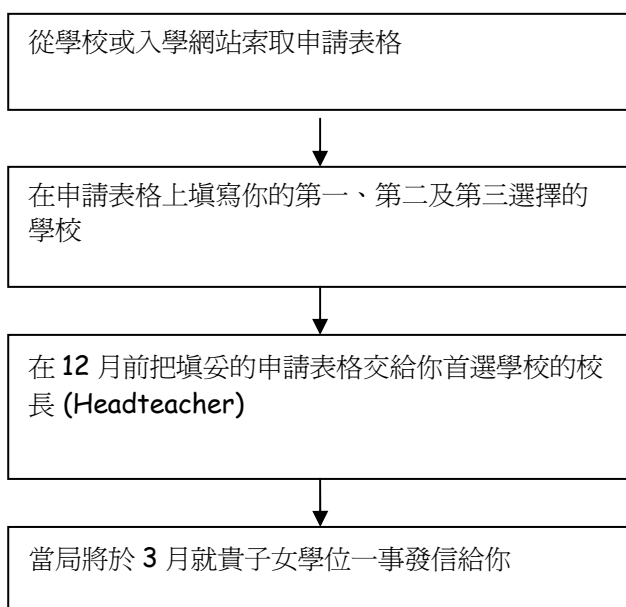 從學校或入學網站索取申請表格
在申請表格上填寫你的第一、第二及第三選擇的
學校
在 12 月前把填妥的申請表格交給你首選學校的校
長 (Headteacher)
當局將於 3 月就貴子女學位一事發信給你